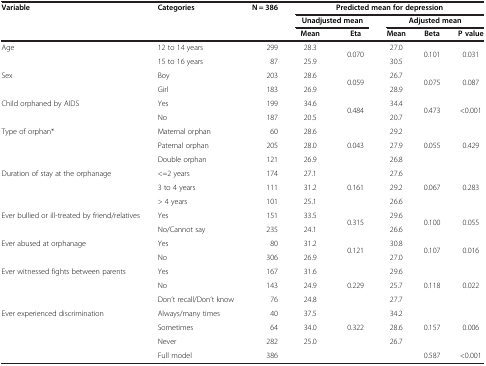 Variable Categories N = 386 Predicted mean for depression
Unadjusted mean Adjusted mean
Mean Eta Mean Beta P value
Age 12 to 14 years 299 28.3 0.070 27.0 0.101 0.031
15 to 16 years 87 25.9 30.5
Sex Boy 203 28.6 0.059 26.7 0.075 0.087
Girl 183 26.9 28.9
Child orphaned by AIDS Yes 199 34.6 0.484 34.4 0.473 <0.001
No 187 20.5 20.7
Type of orphan* Maternal orphan 60 28.6 29.2
Paternal orphan 205 28.0 0.043 27.9 0.055 0.429
Double orphan 121 26.9 26.8
Duration of stay at the orphanage <=2 years 174 27.1 27.6
3 to 4 years 111 31.2 0.161 29.2 0.067 0.283
> 4 years 101 25.1 26.6
Ever bullied or ill-treated by friend/relatives Yes 151 33.5 0.315 29.6 0.100 0.055
No/Cannot say 235 24.1 26.6
Ever abused at orphanage Yes 80 31.2 0.121 30.8 0.107 0.016
No 306 26.9 27.0
Ever witnessed fights between parents Yes 167 31.6 29.6
No 143 24.9 0.229 25.7 0.118 0.022
Don't recall/Don't know 76 24.8 27.7
Ever experienced discrimination Always/many times 40 37.5 34.2
Sometimes 64 34.0 0.322 28.6 0.157 0.006
Never 282 25.0 26.7
Full model 386 0.587 <0.001